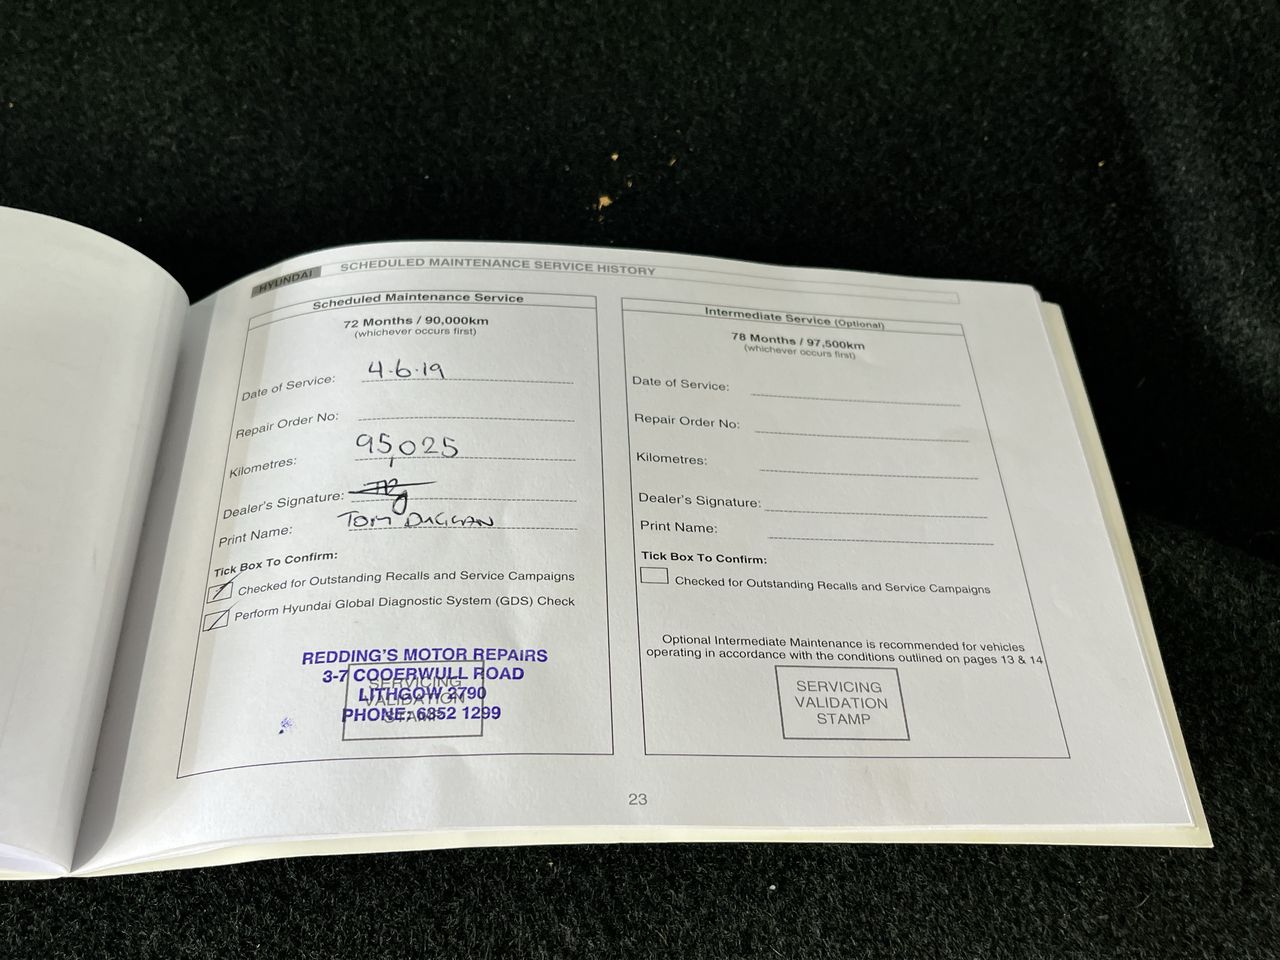 HYUNDAI SCHEDULED MAINTENANCE SERVICE HISTORY
Scheduled Maintenance Service
72 Months / 90,000km
(whichever occurs first)
Date of Service: 4.6.19
Repair Order No:
Kilometres: 95,025
Dealer's Signature:
Print Name: TOM DUGGAN
Tick Box To Confirm:
Checked for Outstanding Recalls and Service Campaigns
Perform Hyundai Global Diagnostic System (GDS) Check
REDDING'S MOTOR REPAIRS
3-7 COOERWULL ROAD
LITHGOW 2790
PHONE: 6352 1299
SERVICING
VALIDATION
STAMP
Intermediate Service (Optional)
78 Months / 97,500km
(whichever occurs first)
Date of Service:
Repair Order No:
Kilometres:
Dealer's Signature:
Print Name:
Tick Box To Confirm:
Checked for Outstanding Recalls and Service Campaigns
Optional Intermediate Maintenance is recommended for vehicles
operating in accordance with the conditions outlined on pages 13 & 14
SERVICING
VALIDATION
STAMP
23